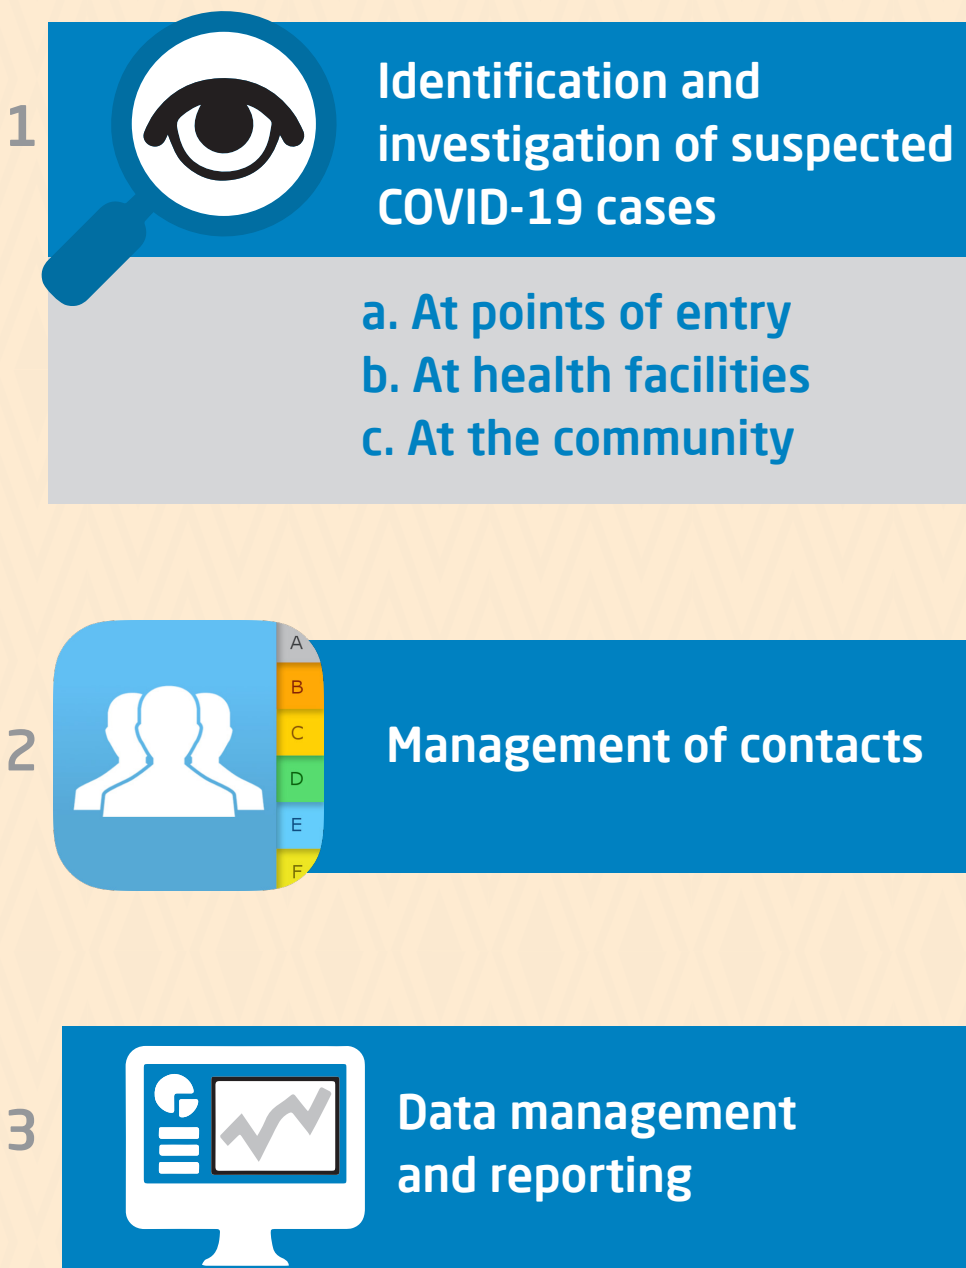 1
Identification and
investigation of suspected
COVID-19 cases
a. At points of entry
b. At health facilities
c. At the community
2
A
B
C
D
E
F
Management of contacts
3
Data management
and reporting